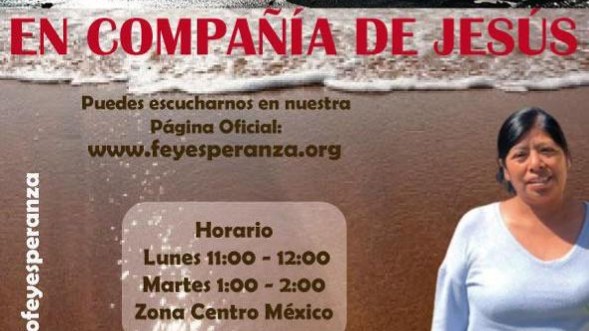 EN COMPAÑÍA DE JESÚS
Puedes escucharnos en nuestra
Página Oficial:
www.feyesperanza.org
Horario
Lunes 11:00 - 12:00
Martes 1:00 - 2:00
Zona Centro México
ofeyesperanza